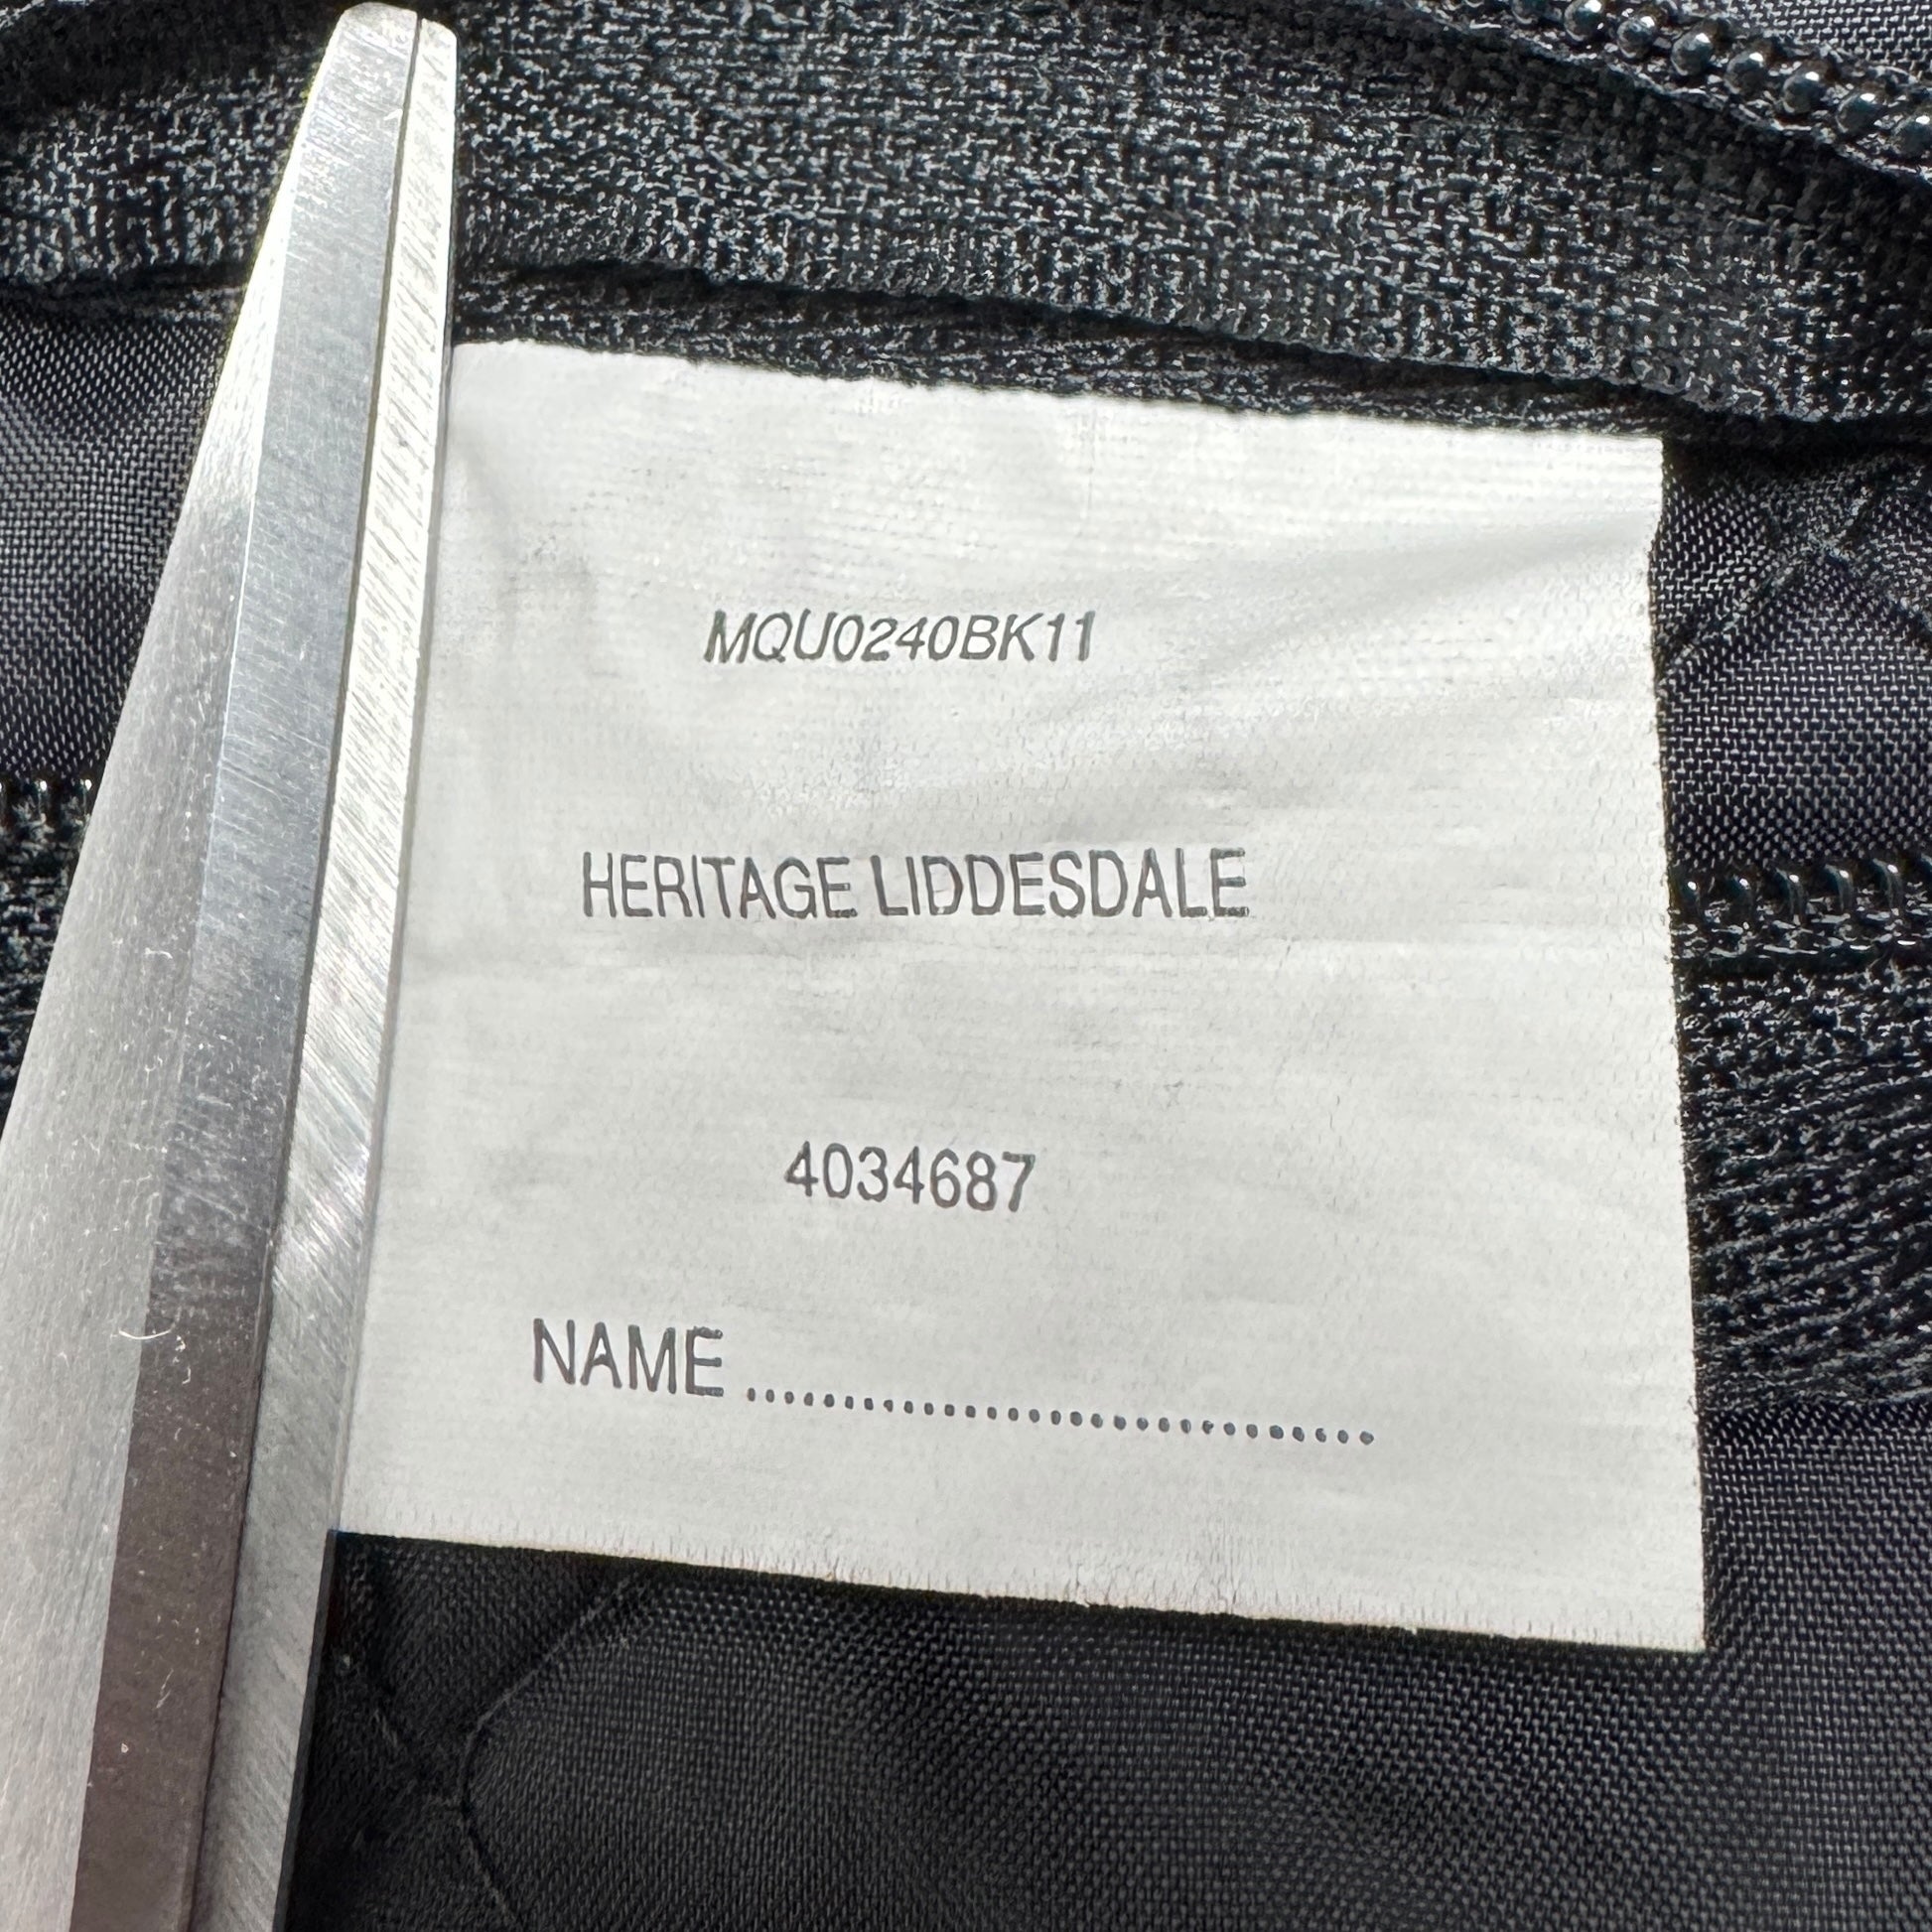 MQU0240BK11
HERITAGE LIDDESDALE
4034687
NAME ................................